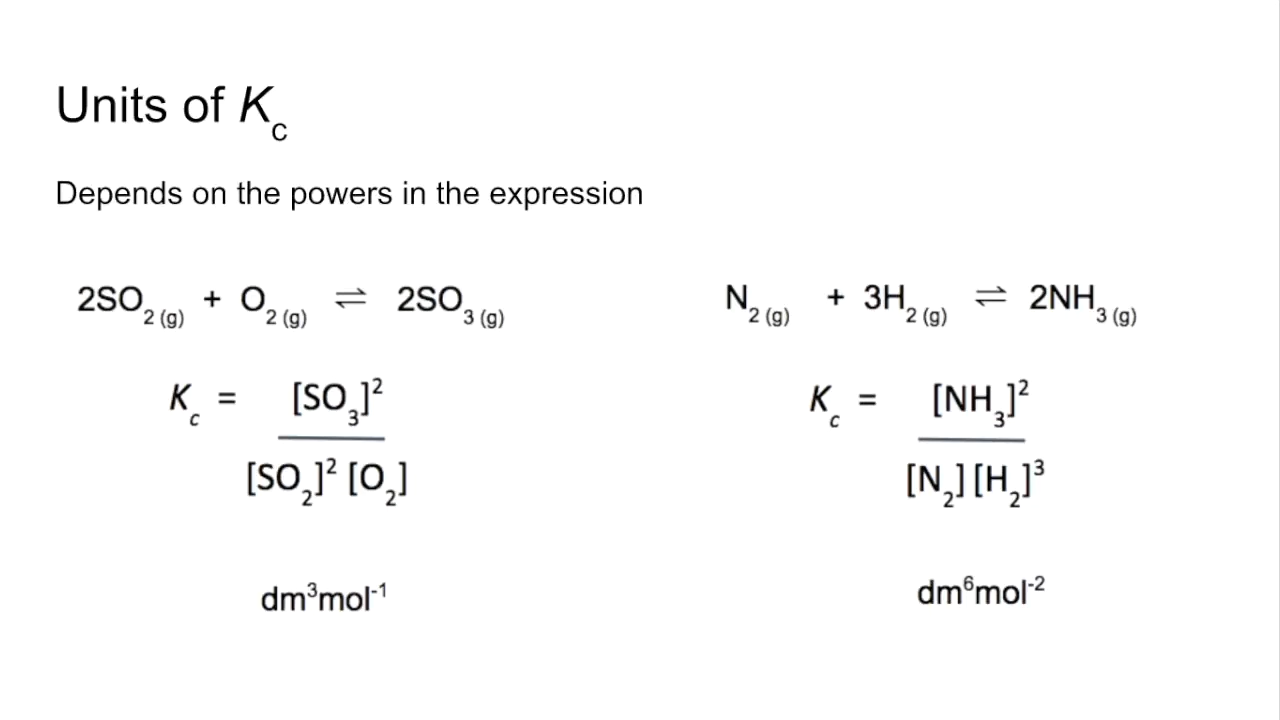 Units of K꜀
Depends on the powers in the expression
2SO₂ (g) + O₂ (g) ⇌ 2SO₃ (g)
K꜀ = [SO₃]²
[SO₂]² [O₂]
dm³mol⁻¹
N₂ (g) + 3H₂ (g) ⇌ 2NH₃ (g)
K꜀ = [NH₃]²
[N₂] [H₂]³
dm⁶mol⁻²